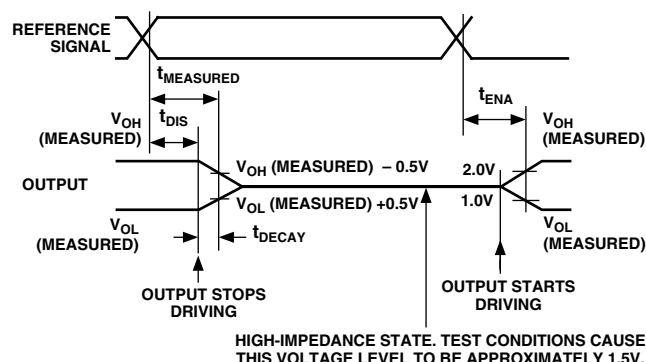 REFERENCE
SIGNAL
tMEASURED
tENA
VOH
(MEASURED)
tDIS
VOH
(MEASURED)
VOH (MEASURED) – 0.5V
2.0V
OUTPUT
VOL (MEASURED) +0.5V
1.0V
VOL
(MEASURED)
tDECAY
VOL
(MEASURED)
OUTPUT STOPS
DRIVING
OUTPUT STARTS
DRIVING
HIGH-IMPEDANCE STATE. TEST CONDITIONS CAUSE
THIS VOLTAGE LEVEL TO BE APPROXIMATELY 1.5V.